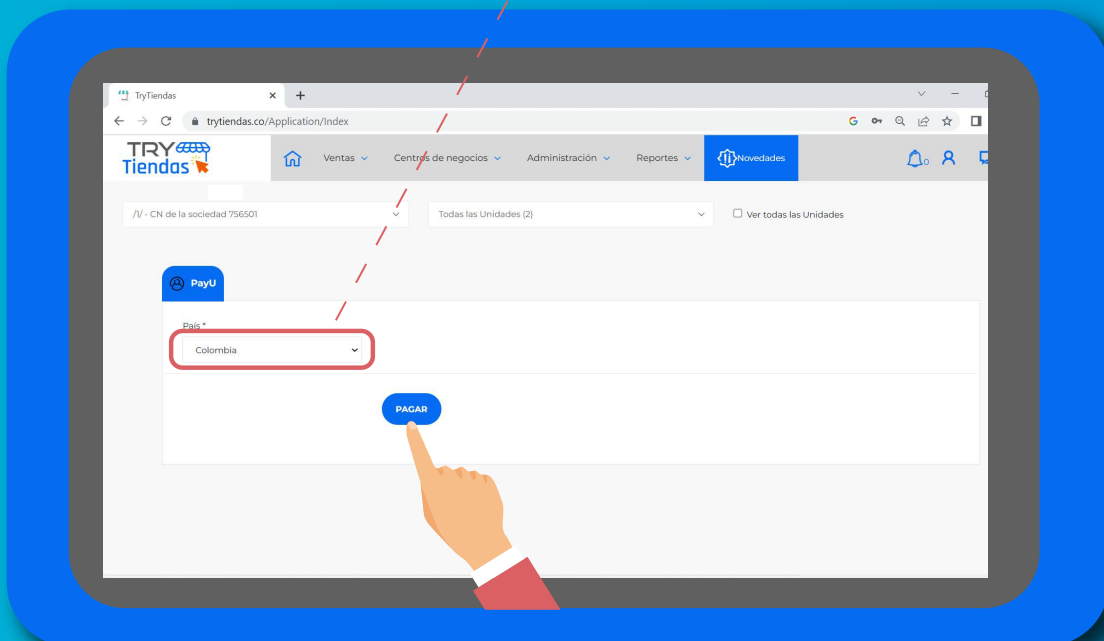 TryTiendas
trytiendas.co/Application/Index
TRY
Tiendas
Ventas
Centros de negocios
Administración
Reportes
Novedades
0
/1/ - CN de la sociedad 756501
Todas las Unidades (2)
Ver todas las Unidades
PayU
País *
Colombia
PAGAR